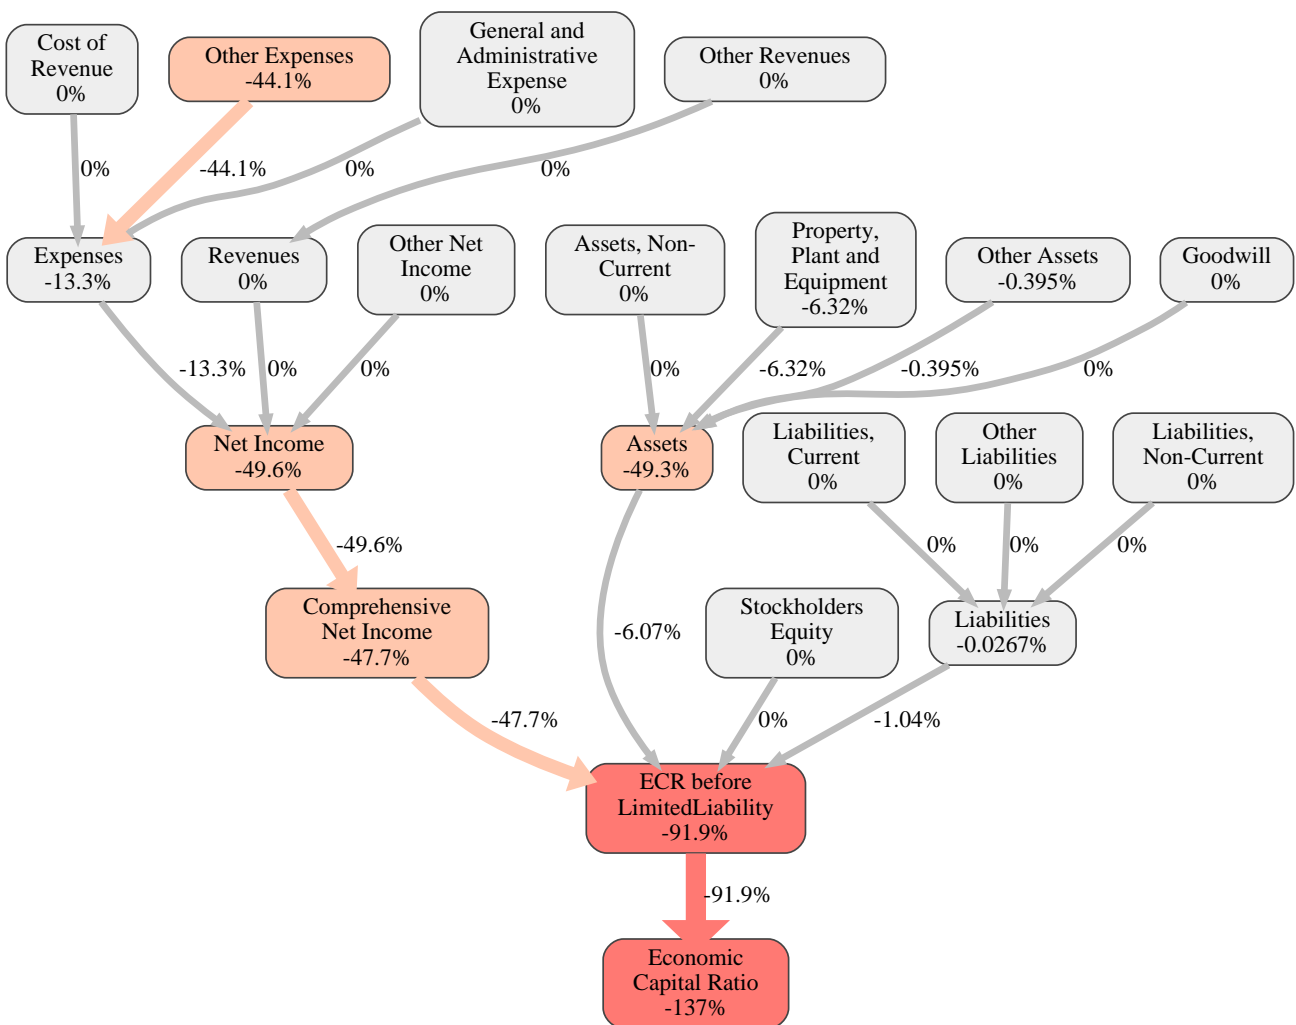 Cost of
Revenue
0%
Other Expenses
-44.1%
General and
Administrative
Expense
0%
Other Revenues
0%
0%
-44.1%
0%
0%
Expenses
-13.3%
Revenues
0%
Other Net
Income
0%
Assets, Non-
Current
0%
Property,
Plant and
Equipment
-6.32%
Other Assets
-0.395%
Goodwill
0%
-13.3%
0%
0%
0%
-6.32%
-0.395%
0%
Net Income
-49.6%
Assets
-49.3%
Liabilities,
Current
0%
Other
Liabilities
0%
Liabilities,
Non-Current
0%
-49.6%
0%
0%
0%
Comprehensive
Net Income
-47.7%
-6.07%
Stockholders
Equity
0%
Liabilities
-0.0267%
-47.7%
0%
-1.04%
ECR before
LimitedLiability
-91.9%
-91.9%
Economic
Capital Ratio
-137%